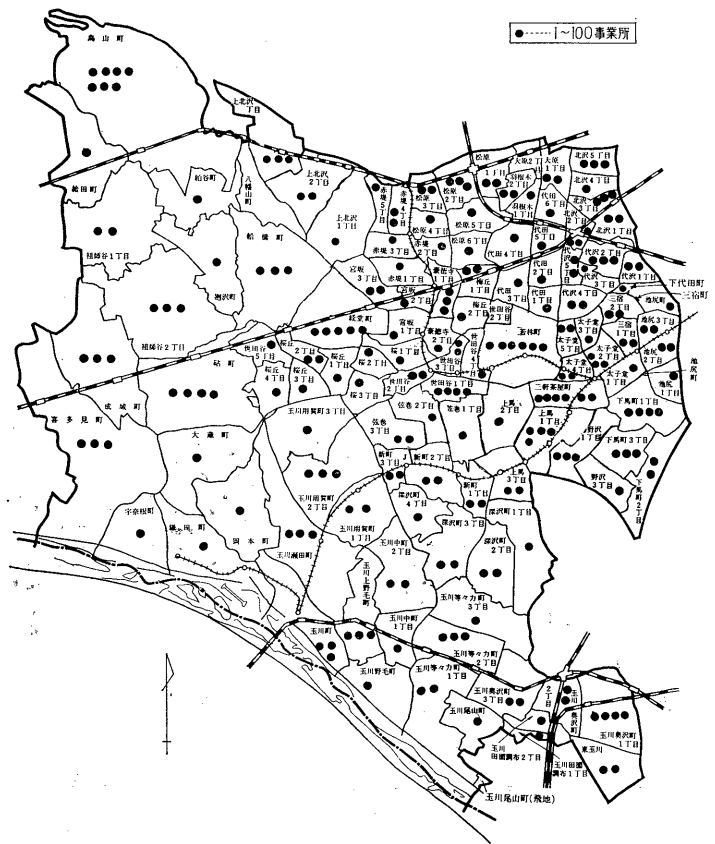 ●-----1~100事業所
烏山町
上北沢
丁目
給田町
粕谷町
八幡山町
上北沢
3丁目
上北沢
2丁目
上北沢
1丁目
赤堤
5丁目
赤堤
4丁目
松原
松原
3丁目
松原
2丁目
1丁目
羽根木
2丁目
羽根木
1丁目
大原2丁目
大原
1丁目
北沢5丁目
北沢4丁目
北沢3丁目
北沢
2丁目
北沢1丁目
代田
6丁目
松原4丁目
松原5丁目
松原6丁目
代田
5丁目
代田4丁目
祖師谷1丁目
船橋町
廻沢町
赤堤3丁目
赤堤
2丁目
赤堤1丁目
宮坂
3丁目
宮坂
2丁目
豪徳寺
1丁目
梅丘
1丁目
代田
3丁目
代田
2丁目
代田
1丁目
代沢
5丁目
代沢2丁目
代沢
3丁目
代沢1丁目
代沢4丁目
下代田町
三宿町
三宿
2丁目
池尻町
経堂町
宮坂
1丁目
豪徳寺
2丁目
梅丘
2丁目
世田谷
2丁目
若林町
太子堂
3丁目
三宿
1丁目
池尻3丁目
太子堂
5丁目
太子堂
2丁目
池尻
2丁目
祖師谷2丁目
砧町
世田谷
5丁目
桜丘
2丁目
桜丘
1丁目
桜1丁目
世田谷
4丁目
世田谷
3丁目
太子堂
4丁目
太子堂
1丁目
池尻
1丁目
池尻町
桜丘
4丁目
桜丘
3丁目
桜2丁目
桜3丁目
世田谷
2丁目
世田谷1丁目
三軒茶屋町
下馬町1丁目
喜多見町
成城町
玉川用賀町3丁目
弦巻2丁目
弦巻1丁目
弦巻
3丁目
上馬
2丁目
上馬
1丁目
野沢
1丁目
下馬町3丁目
大蔵町
新町
3丁目
新町2丁目
新町
1丁目
上馬
3丁目
野沢
3丁目
下馬町2丁目
宇奈根町
鎌田町
岡本町
玉川用賀町
2丁目
玉川用賀町
1丁目
深沢町
4丁目
深沢町3丁目
深沢町1丁目
深沢町
2丁目
玉川瀬田町
玉川中町
2丁目
玉川上野毛町
玉川等々力町
3丁目
玉川中町
1丁目
玉川町
玉川野毛町
玉川等々力町
2丁目
玉川等々力町
1丁目
玉川奥沢町
3丁目
2丁目
玉川奥沢町
玉川奥沢町
1丁目
玉川尾山町
東玉川
玉川
田園調布2丁目
玉川田園
調布1丁目
玉川尾山町(飛地)